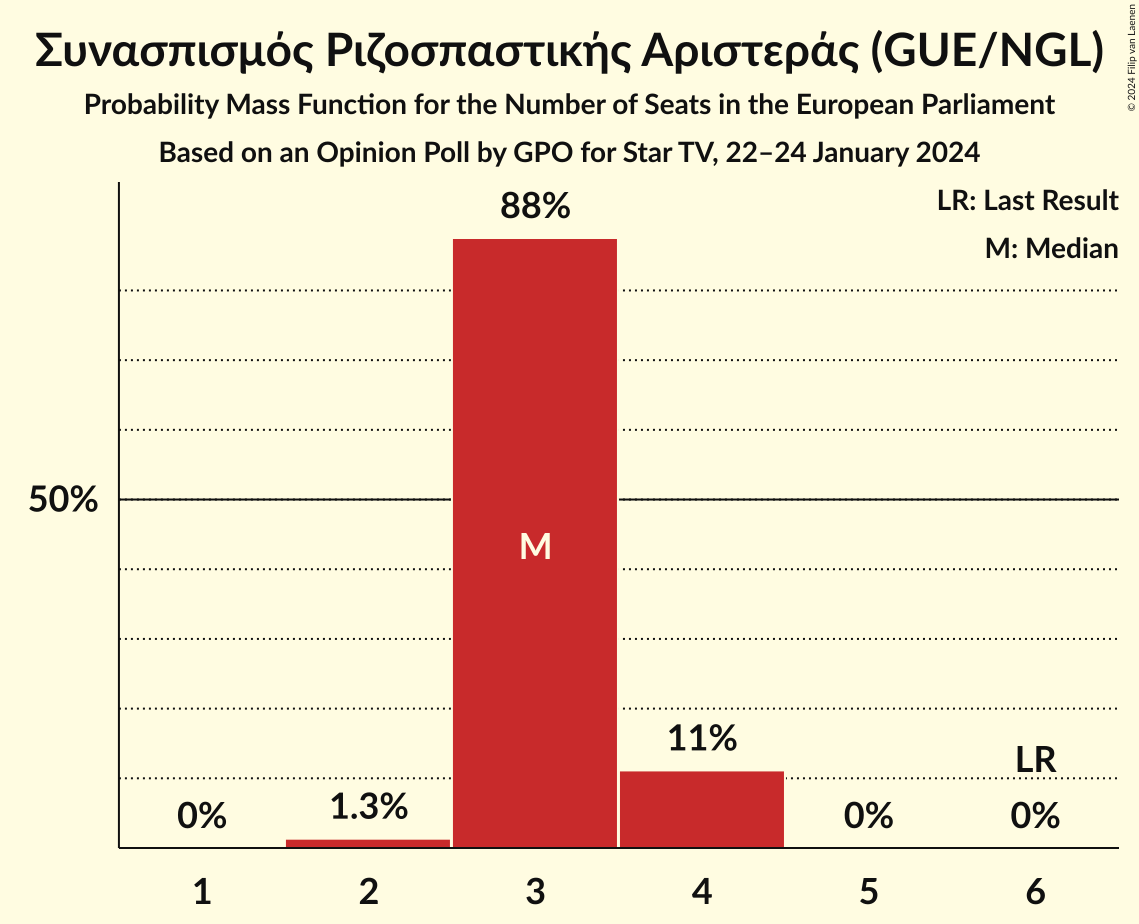 Συνασπισμός Ριζοσπαστικής Αριστεράς (GUE/NGL)
Probability Mass Function for the Number of Seats in the European Parliament
Based on an Opinion Poll by GPO for Star TV, 22–24 January 2024
© 2024 Filip van Laenen
LR: Last Result
M: Median
88%
50%
M
11%
LR
0%
1.3%
0%
0%
1
2
3
4
5
6